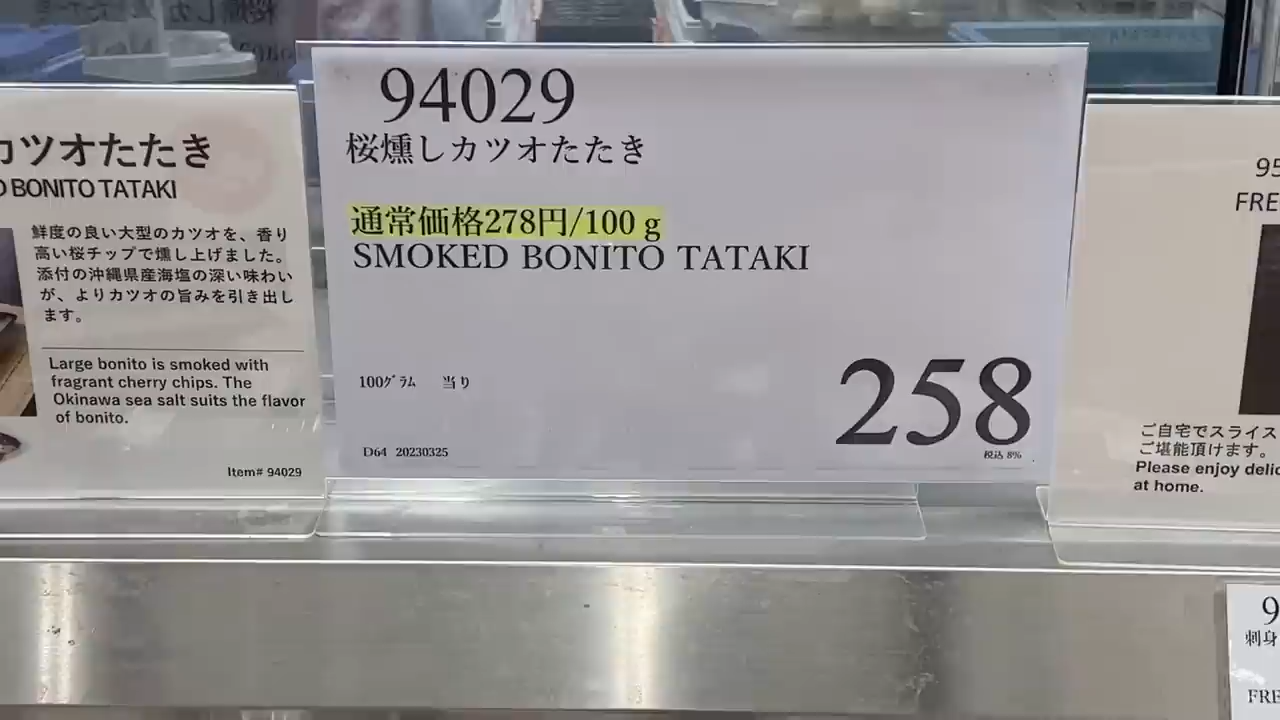 カツオたたき
BONITO TATAKI
鮮度の良い大型のカツオを、香り
高い桜チップで燻し上げました。
添付の沖縄県産海塩の深い味わい
が、よりカツオの旨みを引き出し
ます。
Large bonito is smoked with
fragrant cherry chips. The
Okinawa sea salt suits the flavor
of bonito.
Item# 94029
94029
桜燻しカツオたたき
通常価格278円/100 g
SMOKED BONITO TATAKI
100グラム 当り
258
税込 8%
D64 20230325
95
FRE
ご自宅でスライス
ご堪能頂けます。
Please enjoy delic
at home.
9
刺身
FRE